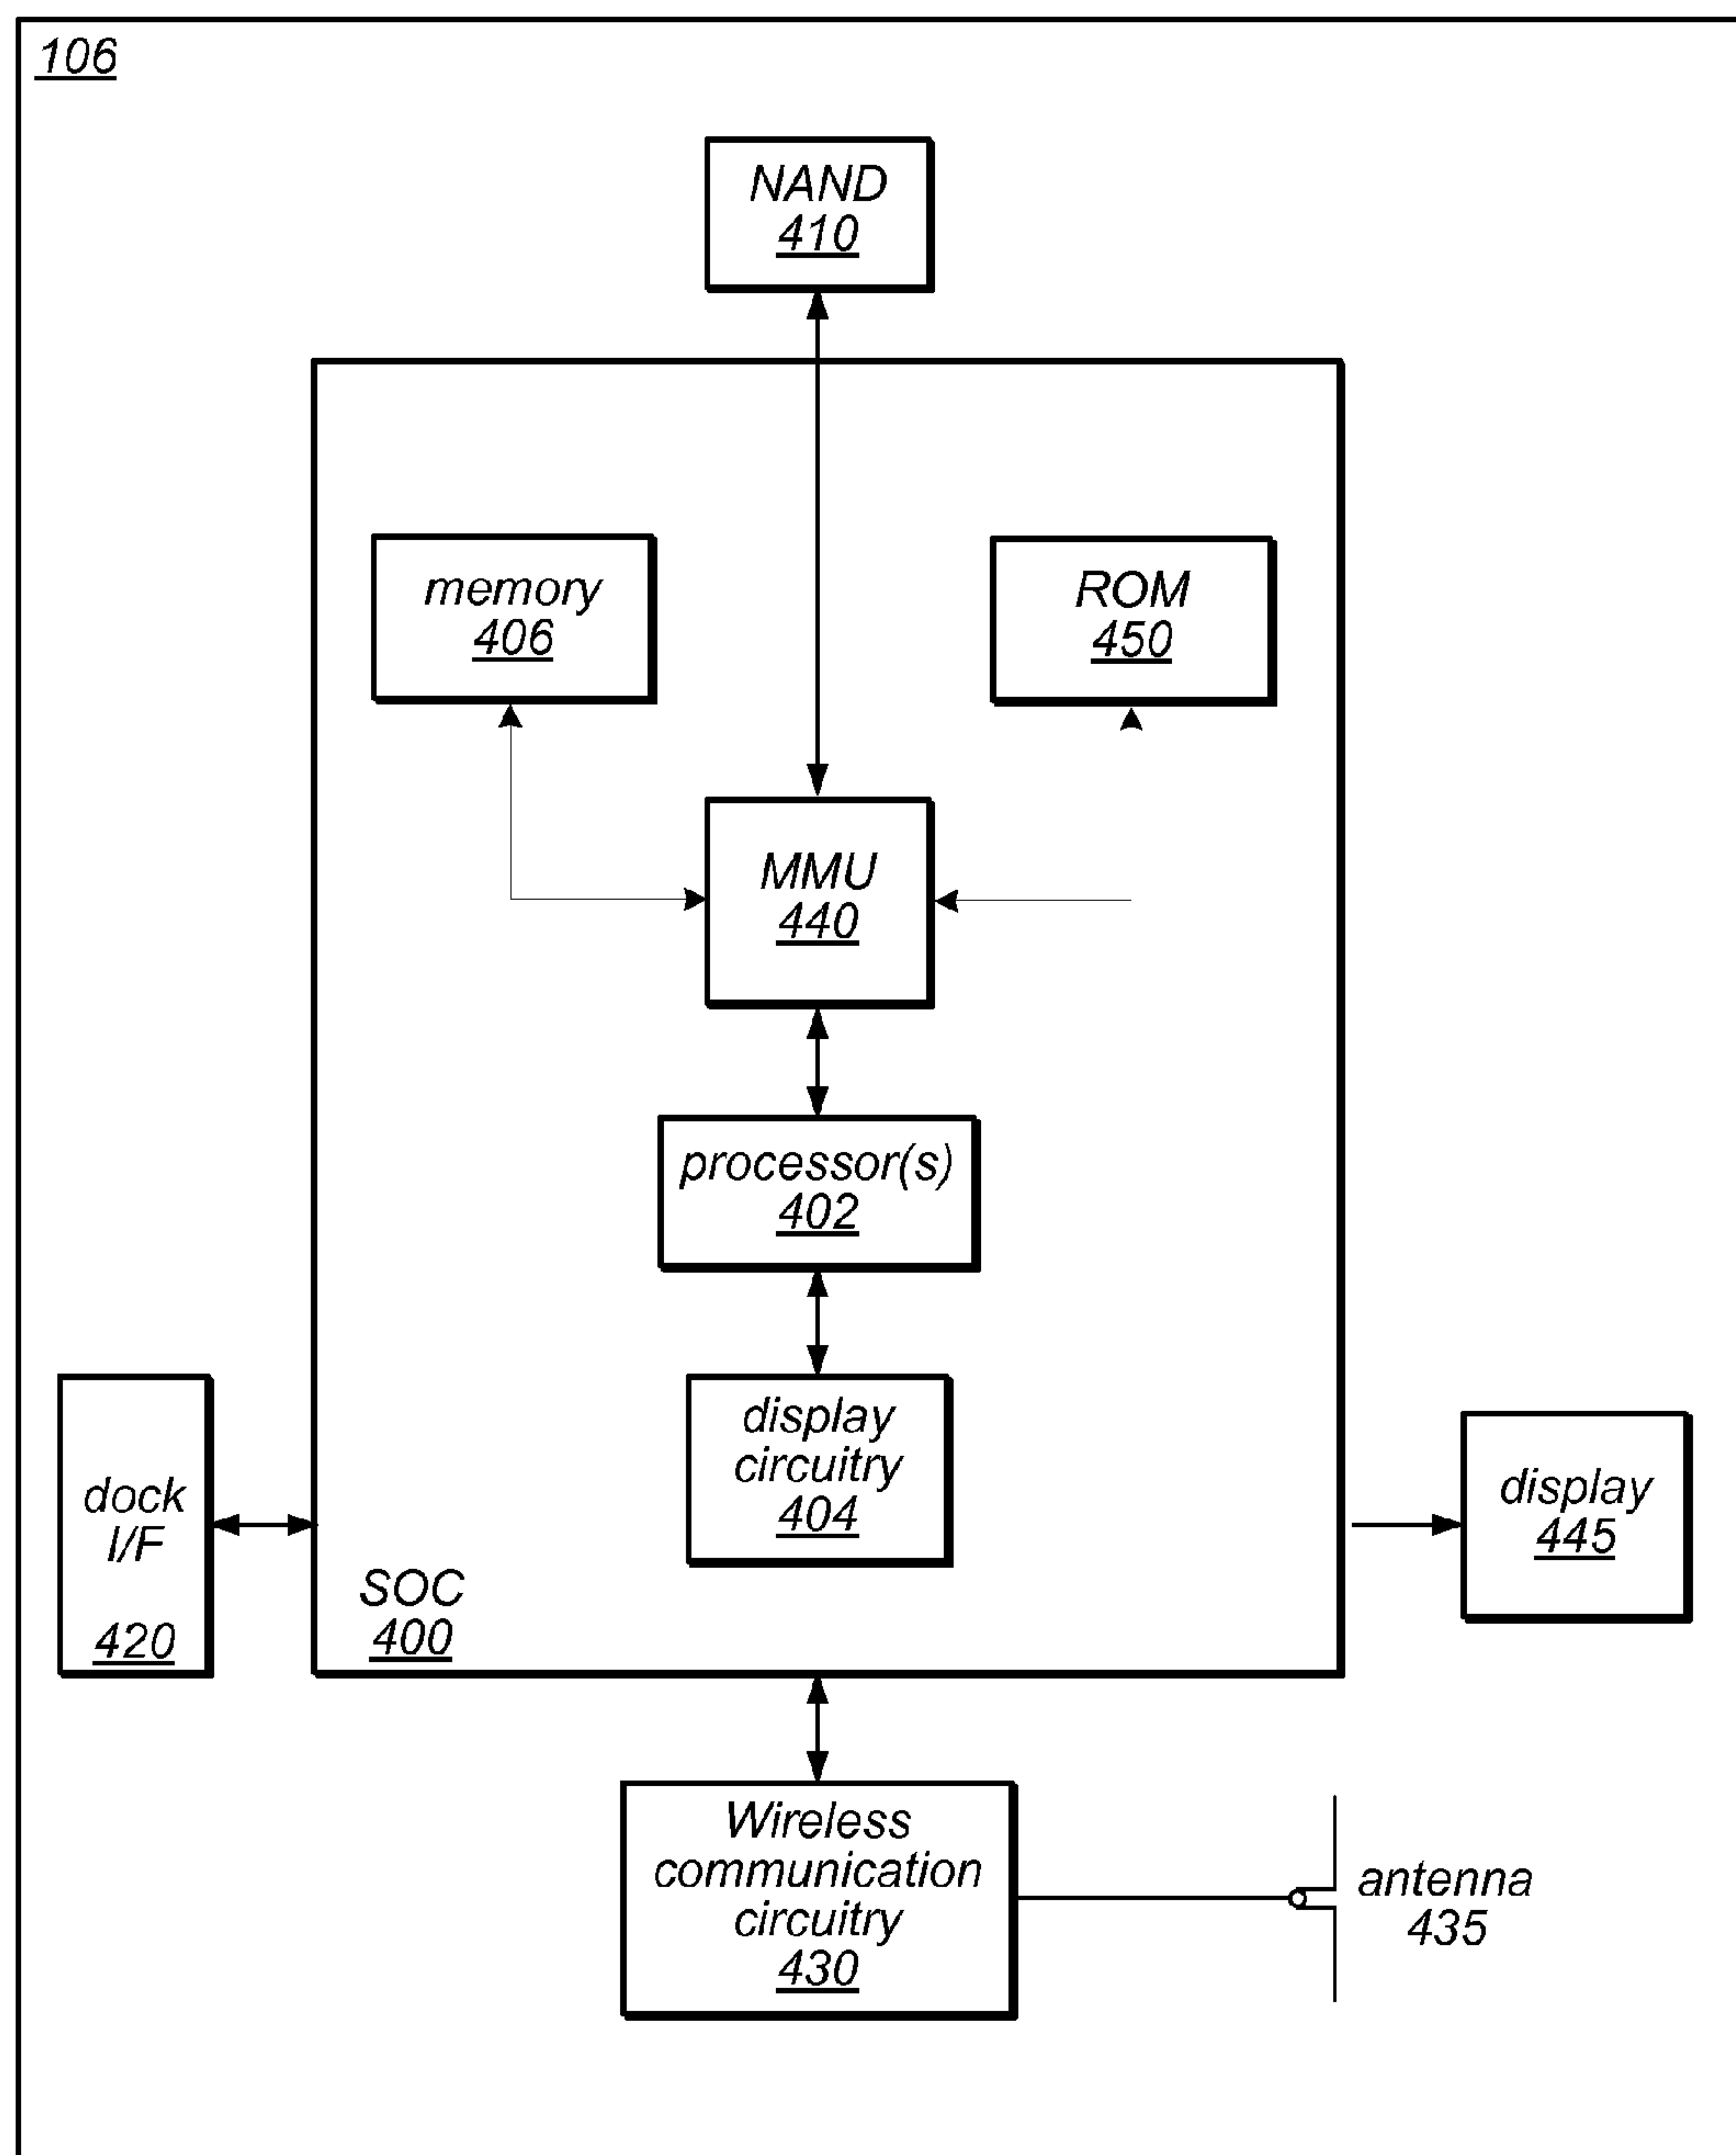 106
NAND
410
memory
406
ROM
450
MMU
440
processor(s)
402
display
circuitry
404
dock
I/F
420
SOC
400
display
445
Wireless
communication
circuitry
430
antenna
435